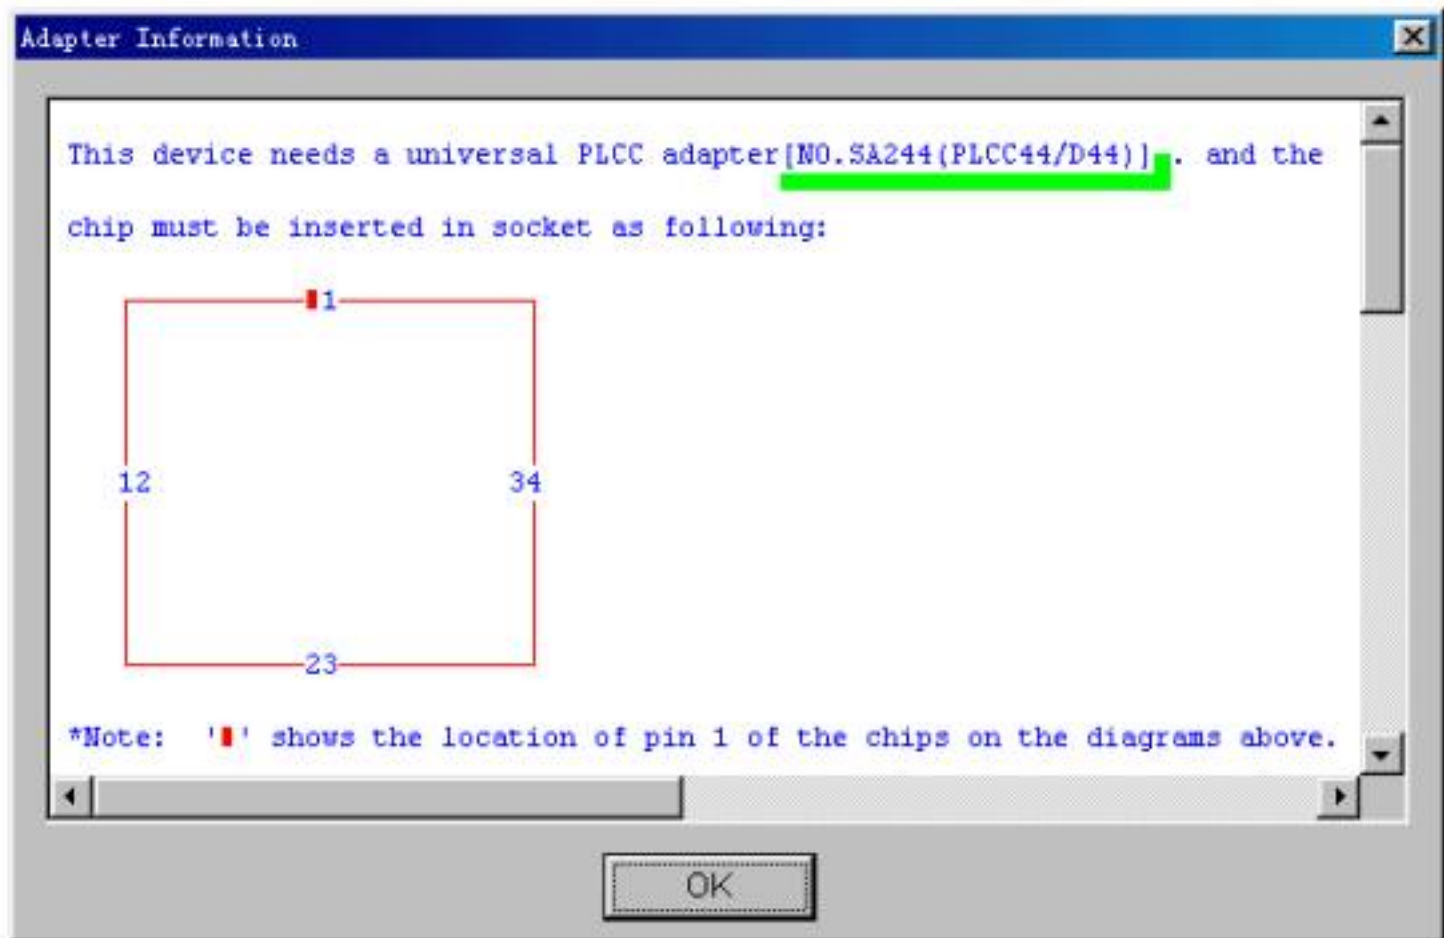 Adapter Information
This device needs a universal PLCC adapter[NO.SA244(PLCC44/D44)] . and the
chip must be inserted in socket as following:
1
12 34
23
*Note: '▮' shows the location of pin 1 of the chips on the diagrams above.
OK